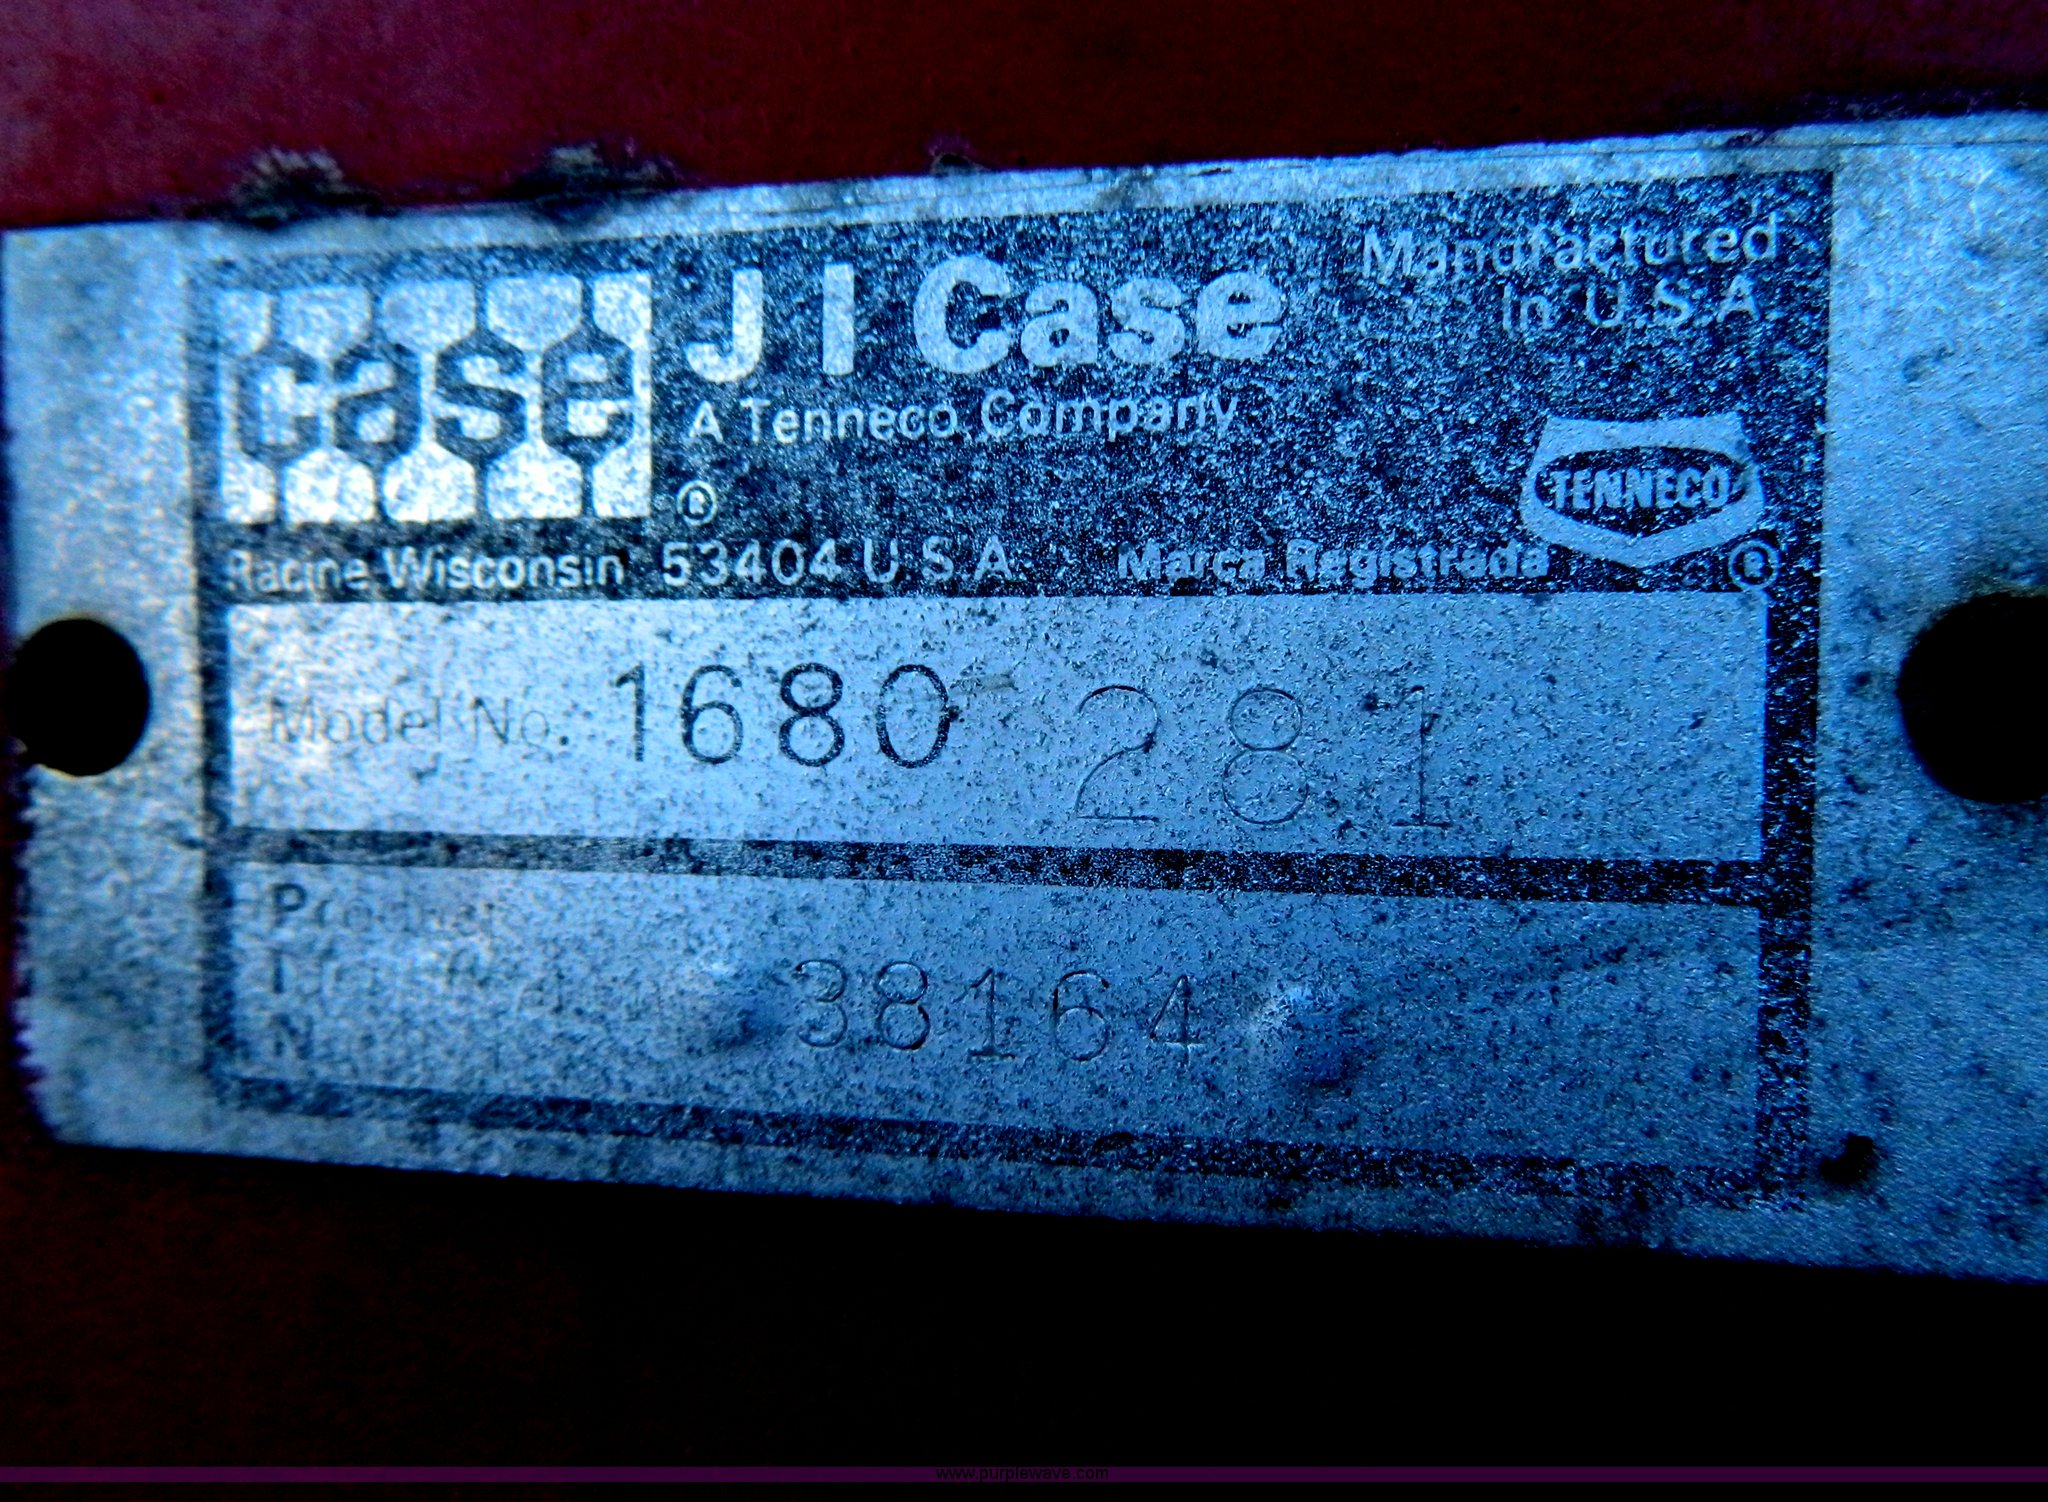 case
J I Case
Manufactured
in U.S.A.
A Tenneco Company
TENNECO
®
Racine Wisconsin 53404 U.S.A.
Marca Registrada
®
Model No. 1680 281
Product
38164
www.purplewave.com